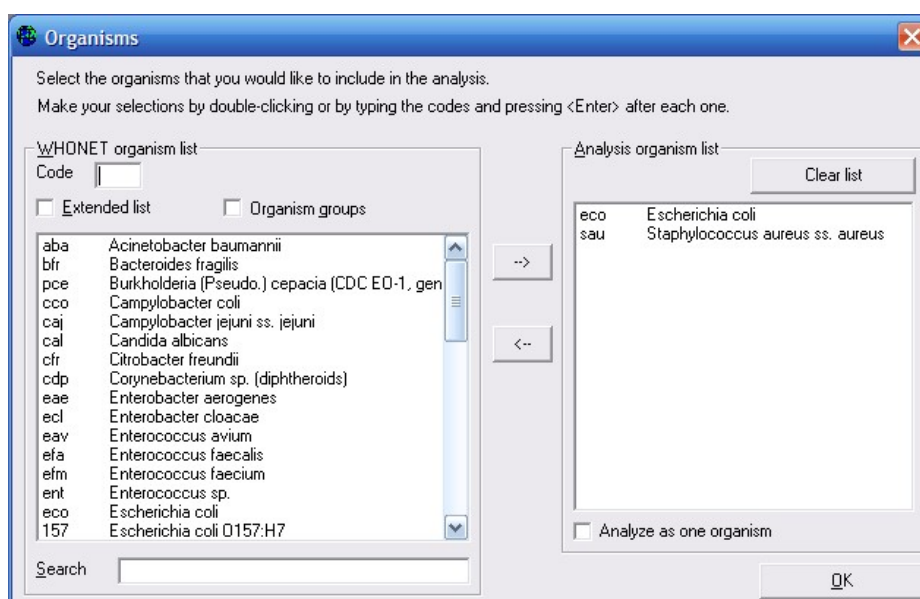 Organisms
Select the organisms that you would like to include in the analysis.
Make your selections by double-clicking or by typing the codes and pressing <Enter> after each one.
WHONET organism list
Code
Extended list Organism groups
aba Acinetobacter baumannii
bfr Bacteroides fragilis
pce Burkholderia (Pseudo.) cepacia (CDC EO-1, gen
cco Campylobacter coli
caj Campylobacter jejuni ss. jejuni
cal Candida albicans
cfr Citrobacter freundii
cdp Corynebacterium sp. (diphtheroids)
eae Enterobacter aerogenes
ecl Enterobacter cloacae
eav Enterococcus avium
efa Enterococcus faecalis
efm Enterococcus faecium
ent Enterococcus sp.
eco Escherichia coli
157 Escherichia coli O157:H7
Search
-->
<--
Analysis organism list
Clear list
eco Escherichia coli
sau Staphylococcus aureus ss. aureus
Analyze as one organism
OK